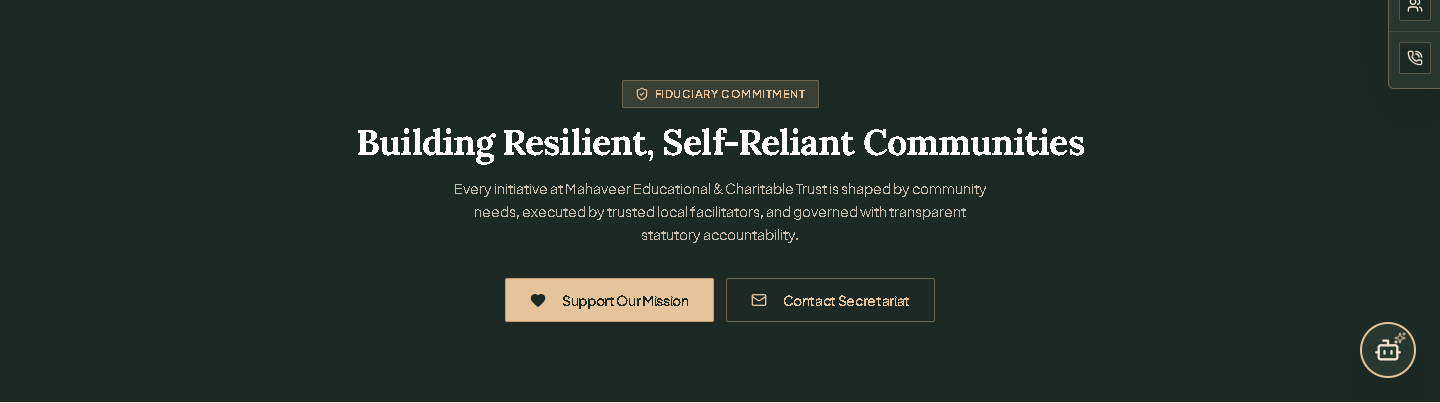 FIDUCIARY COMMITMENT
Building Resilient, Self-Reliant Communities
Every initiative at Mahaveer Educational & Charitable Trust is shaped by community
needs, executed by trusted local facilitators, and governed with transparent
statutory accountability.
Support Our Mission
Contact Secretariat